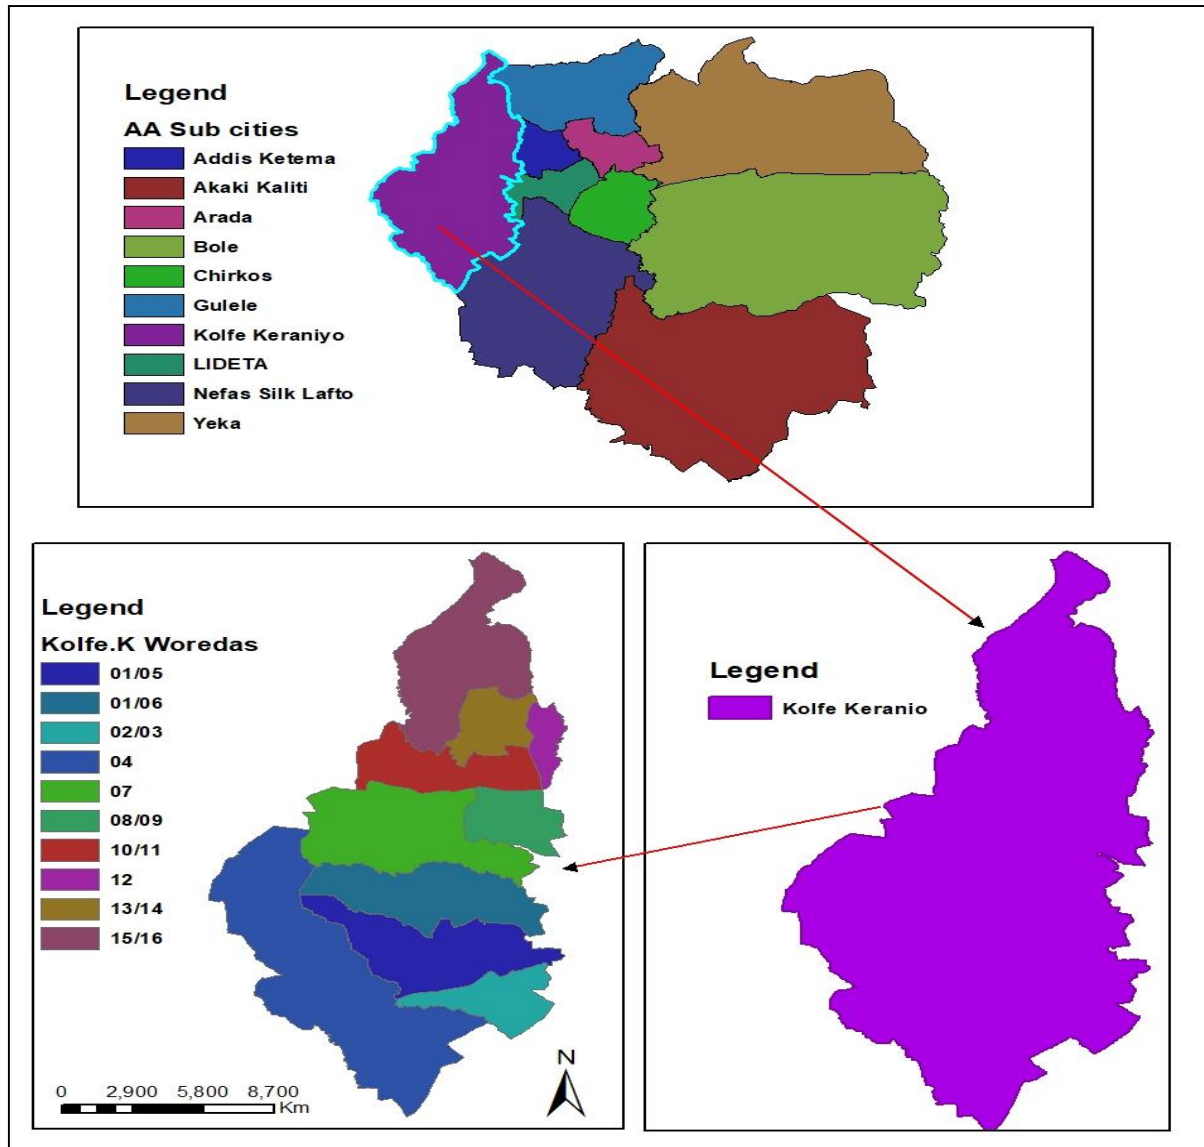 Legend
AA Sub cities
Addis Ketema
Akaki Kaliti
Arada
Bole
Chirkos
Gulele
Kolfe Keraniyo
LIDETA
Nefas Silk Lafto
Yeka
Legend
Kolfe.K Woredas
01/05
01/06
02/03
04
07
08/09
10/11
12
13/14
15/16
N
0 2,900 5,800 8,700
Km
Legend
Kolfe Keranio